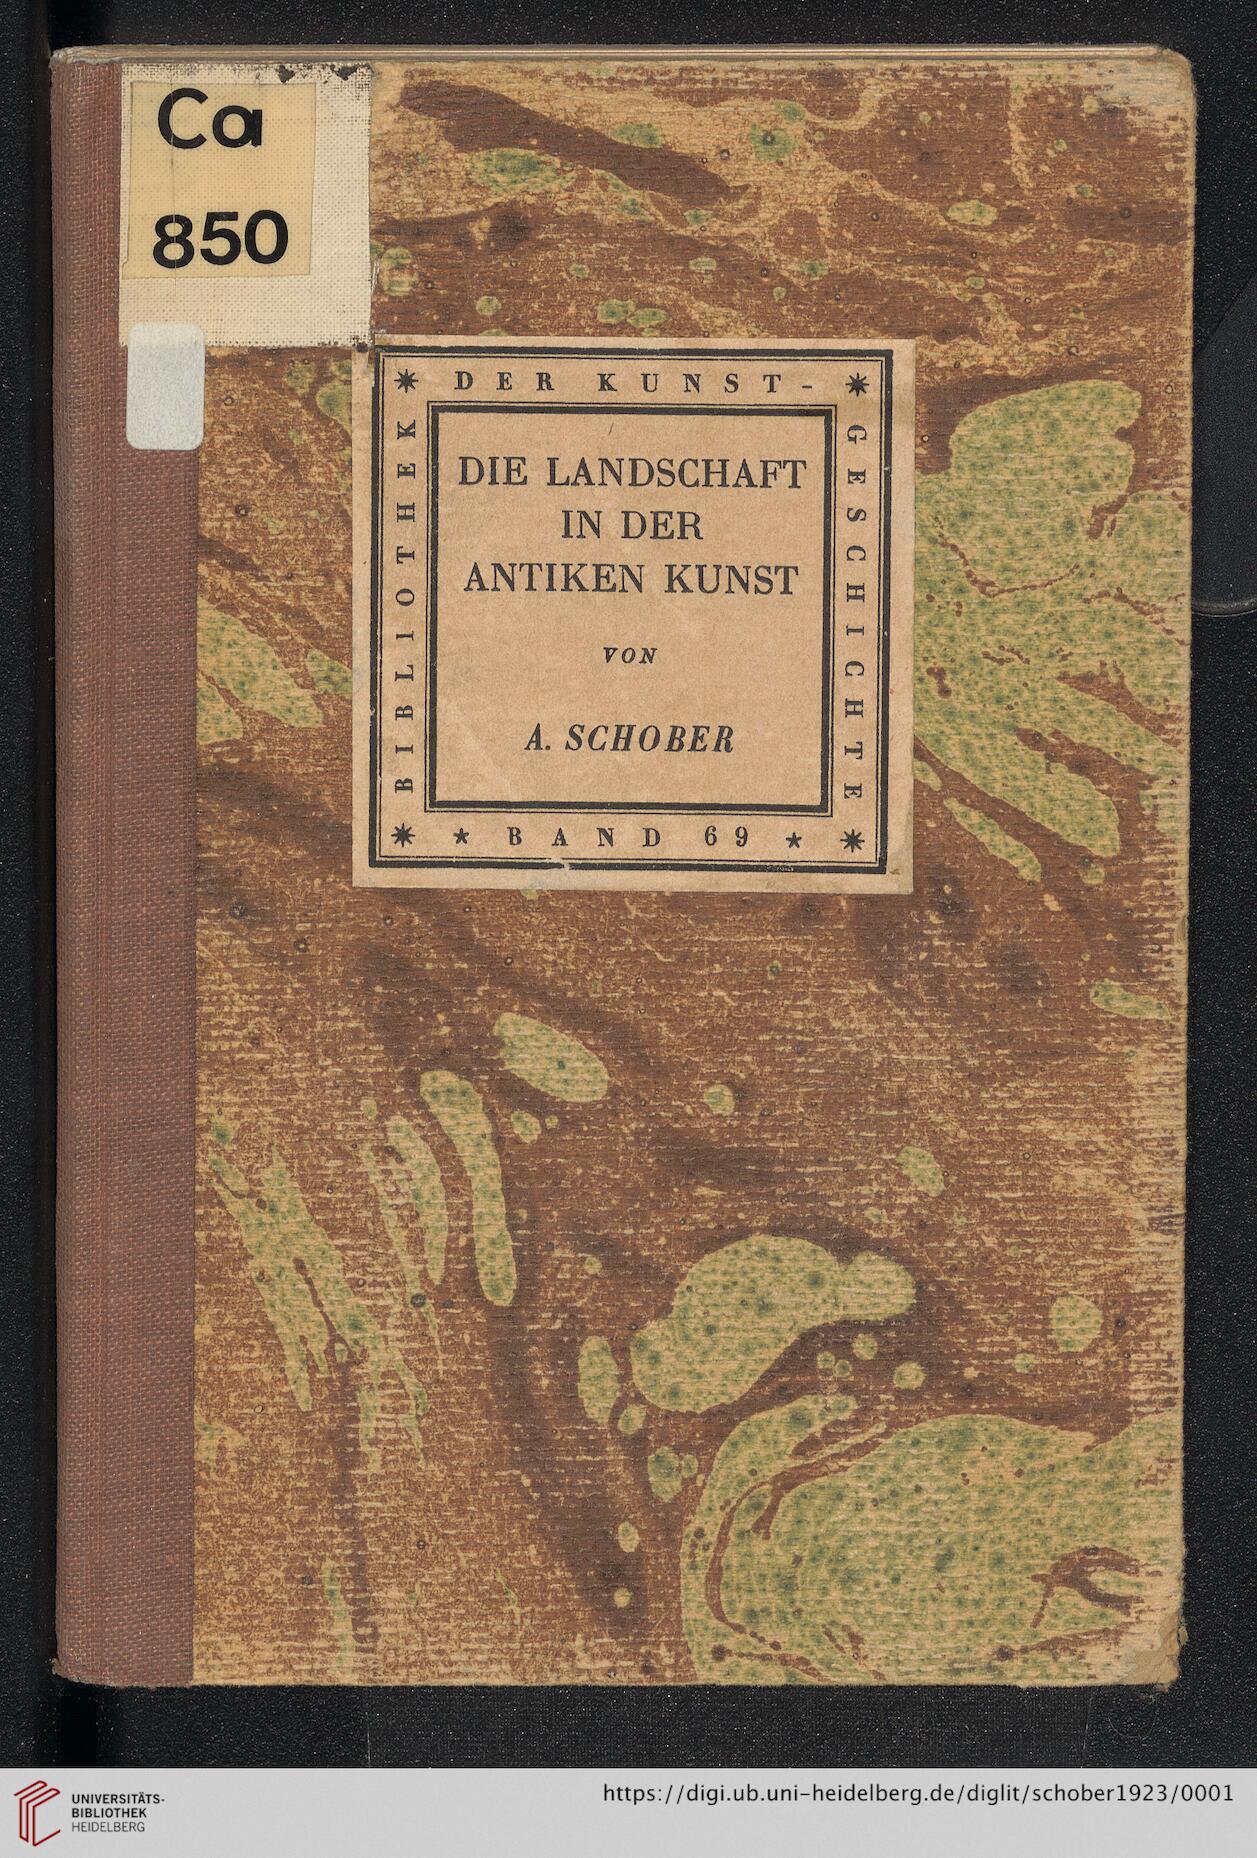 Ca
850
BIBLIOTHEK
DER KUNST-
GESCHICHTE
DIE LANDSCHAFT
IN DER
ANTIKEN KUNST
VON
A. SCHOBER
BAND 69
UNIVERSITÄTS-
BIBLIOTHEK
HEIDELBERG
https://digi.ub.uni-heidelberg.de/diglit/schober1923/0001